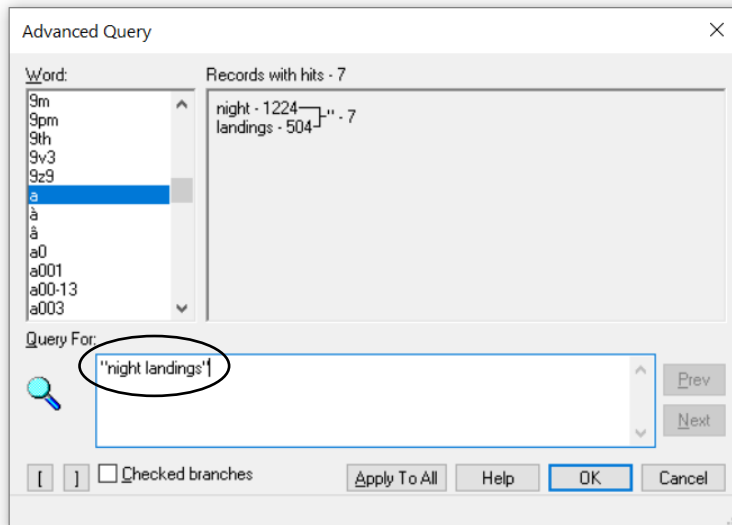 Advanced Query
Word:
Records with hits - 7
9m
9pm
9th
9v3
9z9
a
à
â
a0
a001
a00-13
a003
night - 1224
landings - 504
" - 7
Query For:
"night landings"
Prev
Next
[ ]
Checked branches
Apply To All
Help
OK
Cancel